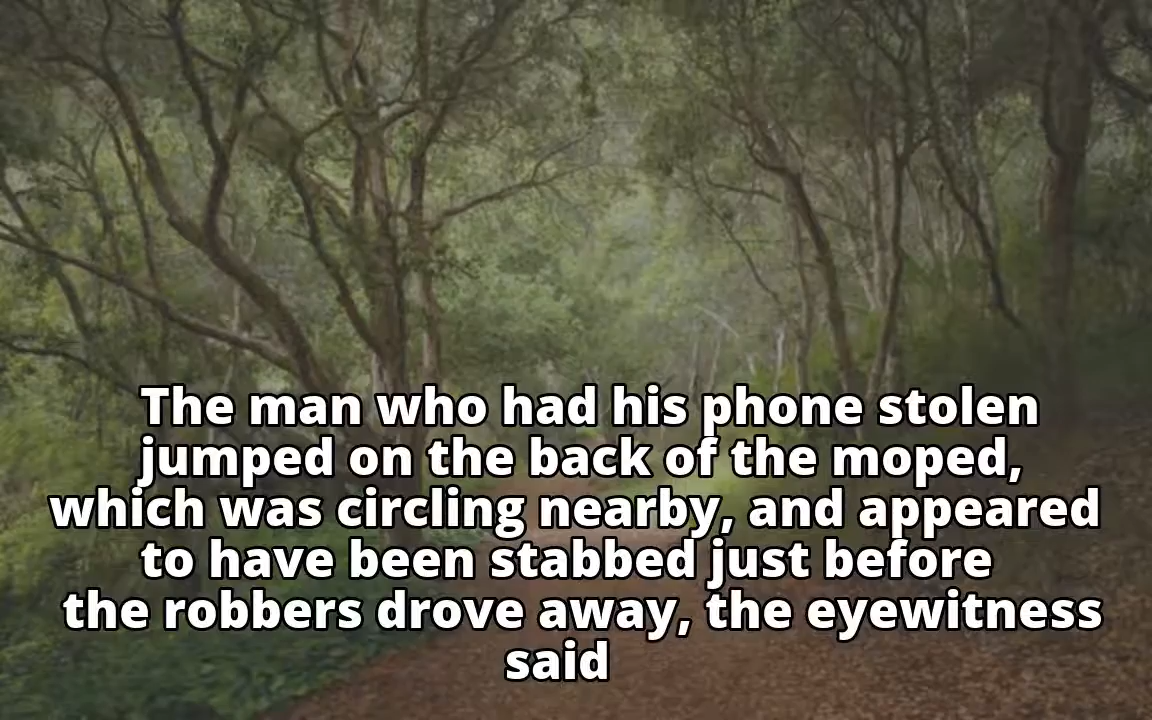 The man who had his phone stolen
jumped on the back of the moped,
which was circling nearby, and appeared
to have been stabbed just before
the robbers drove away, the eyewitness
said